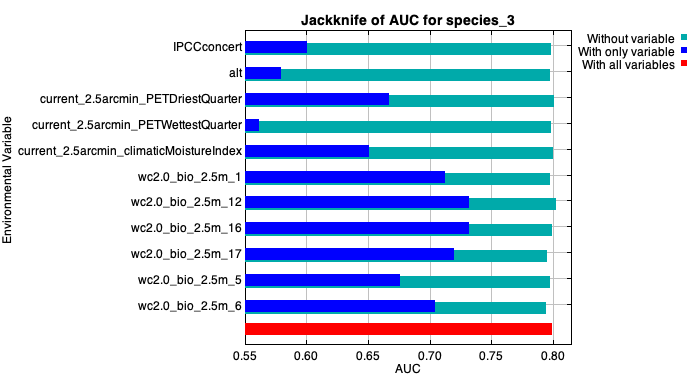 Jackknife of AUC for species_3
Without variable
With only variable
With all variables
Environmental Variable
IPCCconcert
alt
current_2.5arcmin_PETDriestQuarter
current_2.5arcmin_PETWettestQuarter
current_2.5arcmin_climaticMoistureIndex
wc2.0_bio_2.5m_1
wc2.0_bio_2.5m_12
wc2.0_bio_2.5m_16
wc2.0_bio_2.5m_17
wc2.0_bio_2.5m_5
wc2.0_bio_2.5m_6
0.55 0.60 0.65 0.70 0.75 0.80
AUC